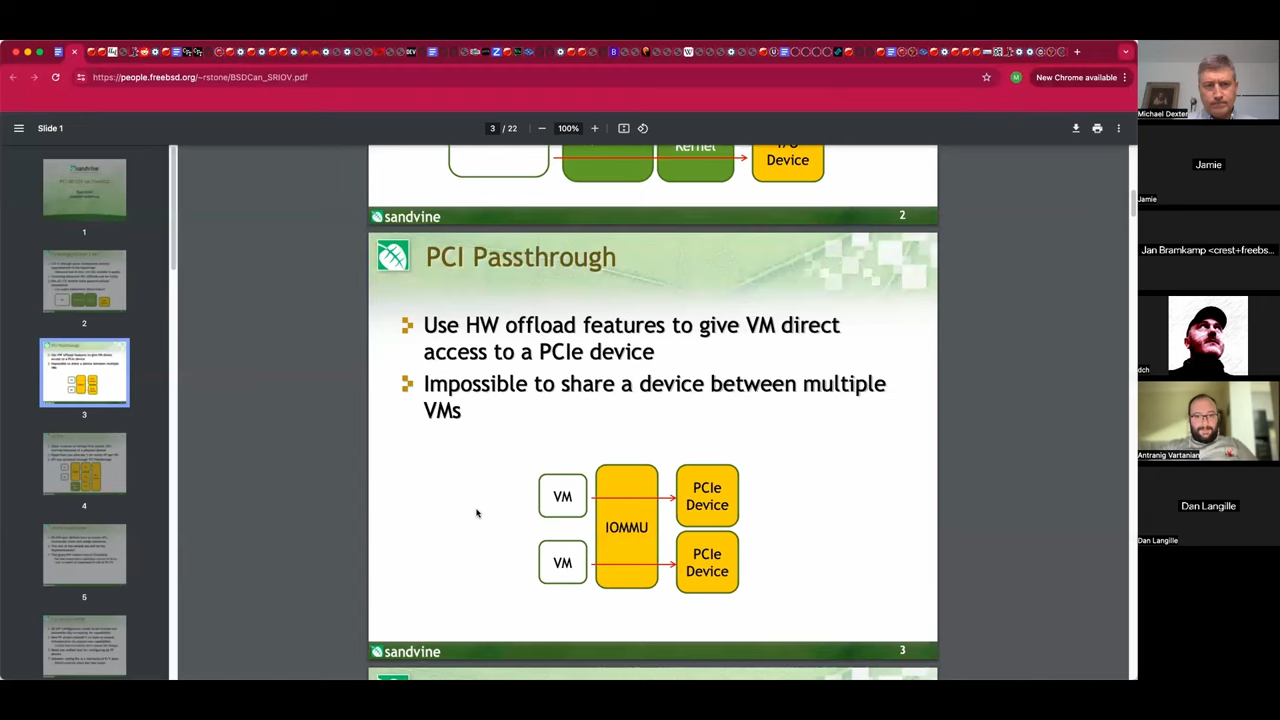 https://people.freebsd.org/~rstone/BSDCan_SRIOV.pdf
New Chrome available
Slide 1
3 / 22
100%
Kernel
Device
sandvine
2
PCI Passthrough
Use HW offload features to give VM direct
access to a PCIe device
Impossible to share a device between multiple
VMs
VM
IOMMU
PCIe
Device
VM
PCIe
Device
sandvine
3
1
2
3
4
5
Michael Dexter
Jamie
Jamie
Jan Bramkamp <crest+freebs...
dch
Antranig Vartanian
Dan Langille
Dan Langille